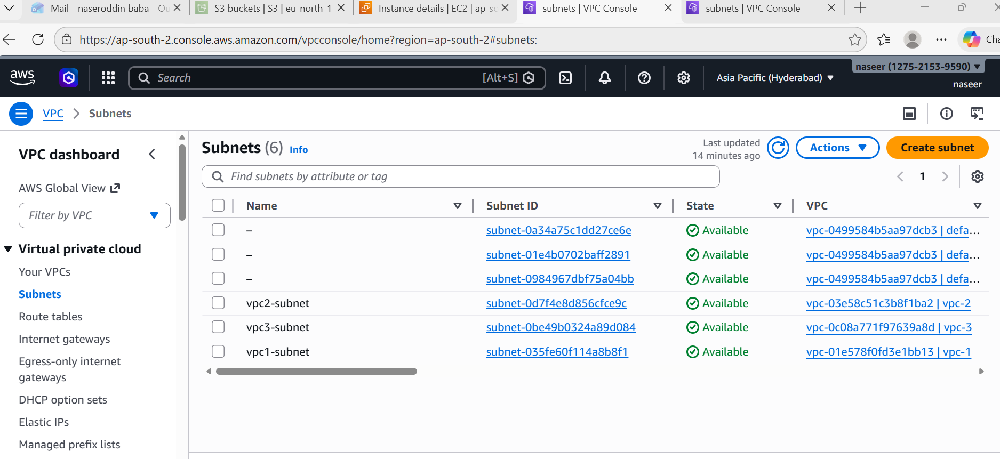 Mail - naseroddin baba - Ou
S3 buckets | S3 | eu-north-1
Instance details | EC2 | ap-so
subnets | VPC Console
subnets | VPC Console
https://ap-south-2.console.aws.amazon.com/vpcconsole/home?region=ap-south-2#subnets:
Cha
aws
Search
[Alt+S]
Asia Pacific (Hyderabad)
naseer (1275-2153-9590)
naseer
VPC
Subnets
VPC dashboard
AWS Global View
Filter by VPC
Virtual private cloud
Your VPCs
Subnets
Route tables
Internet gateways
Egress-only internet
gateways
DHCP option sets
Elastic IPs
Managed prefix lists
Subnets (6) Info
Last updated
14 minutes ago
Actions
Create subnet
Find subnets by attribute or tag
1
Name Subnet ID State VPC
– subnet-0a34a75c1dd27ce6e Available vpc-0499584b5aa97dcb3 | defa...
– subnet-01e4b0702baff2891 Available vpc-0499584b5aa97dcb3 | defa...
– subnet-0984967dbf75a04bb Available vpc-0499584b5aa97dcb3 | defa...
vpc2-subnet subnet-0d7f4e8d856cfce9c Available vpc-03e58c51c3b8f1ba2 | vpc-2
vpc3-subnet subnet-0be49b0324a89d084 Available vpc-0c08a771f97639a8d | vpc-3
vpc1-subnet subnet-035fe60f114a8b8f1 Available vpc-01e578f0fd3e1bb13 | vpc-1